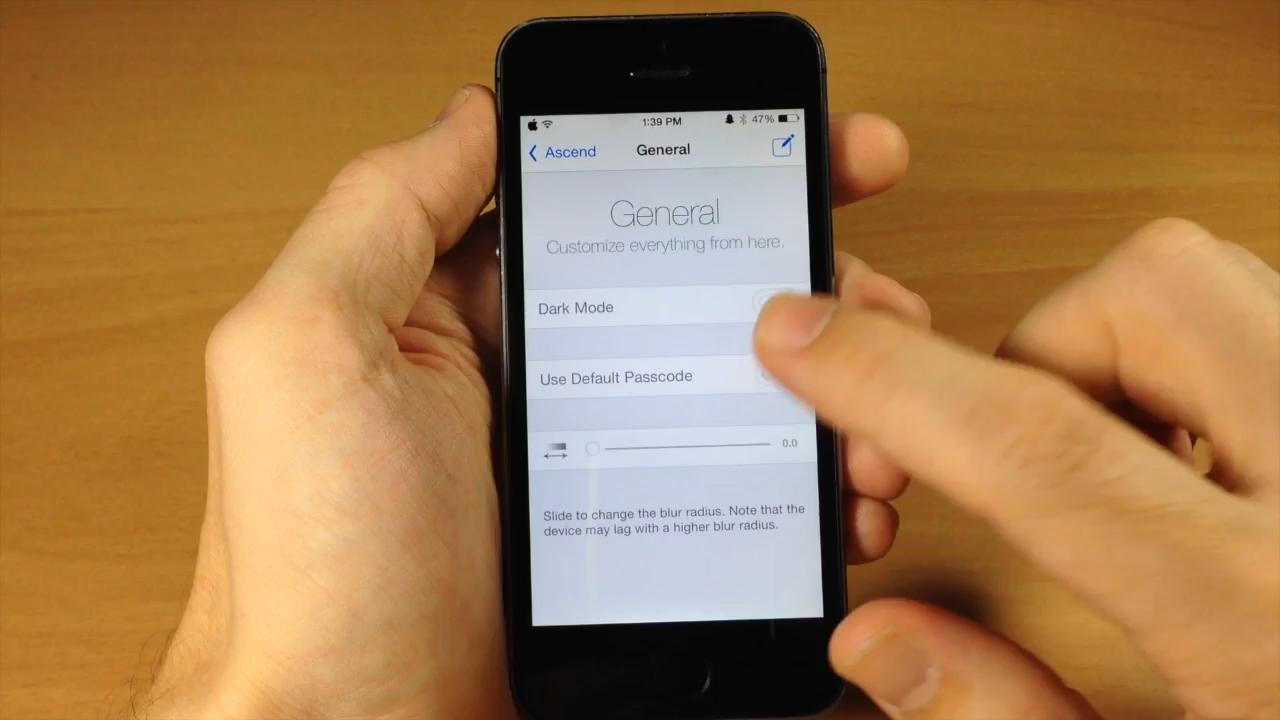 1:39 PM 47%
Ascend General
General
Customize everything from here.
Dark Mode
Use Default Passcode
0.0
Slide to change the blur radius. Note that the
device may lag with a higher blur radius.